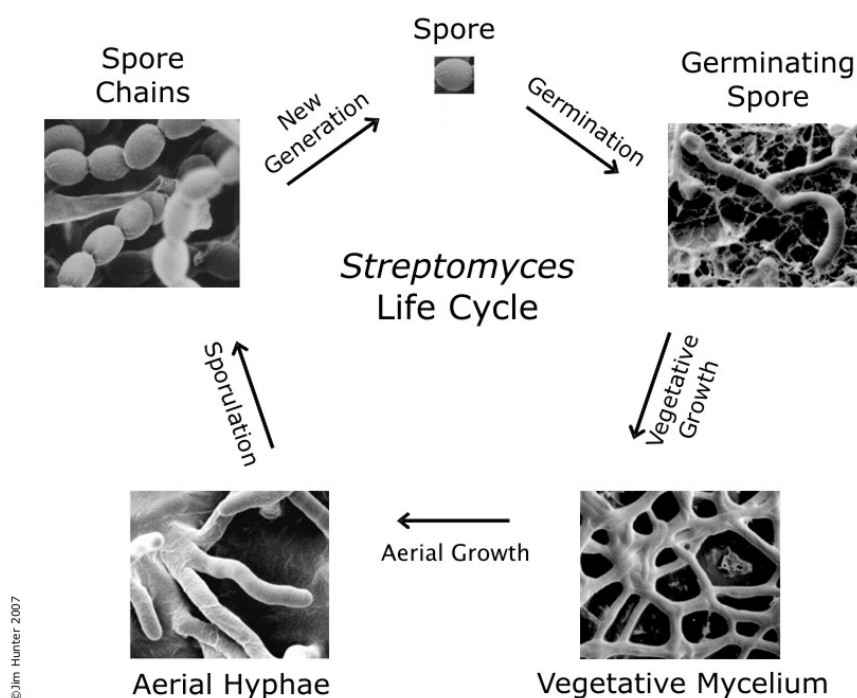 Spore
Spore
Chains
New
Generation
Germination
Germinating
Spore
Streptomyces
Life Cycle
Sporulation
Vegetative
Growth
Aerial Growth
Aerial Hyphae
Vegetative Mycelium
©Jim Hunter 2007